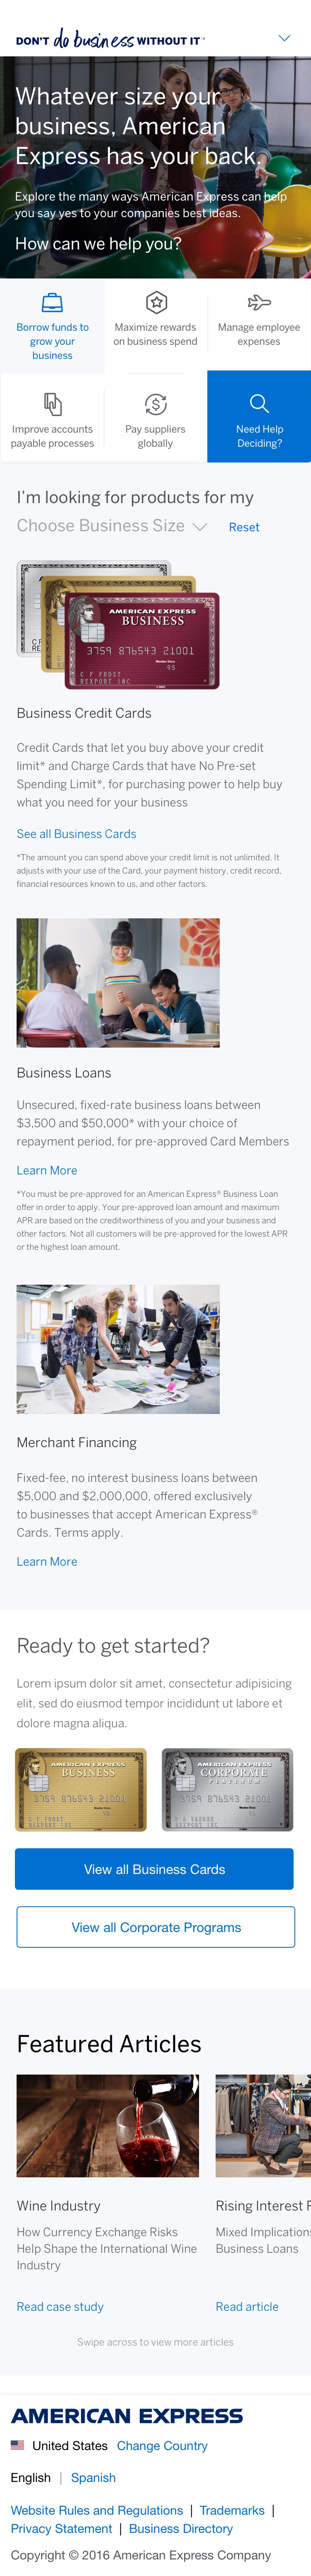 DON'T do business WITHOUT IT™
Whatever size your
business, American
Express has your back.
Explore the many ways American Express can help
you say yes to your companies best ideas.
How can we help you?
Borrow funds to
grow your
business
Maximize rewards
on business spend
Manage employee
expenses
Improve accounts
payable processes
Pay suppliers
globally
Need Help
Deciding?
I'm looking for products for my
Choose Business Size
Reset
AMERICAN EXPRESS
BUSINESS
3759 876543 21001
Member Since
95
C F FROST
REXPORT INC
Business Credit Cards
Credit Cards that let you buy above your credit
limit* and Charge Cards that have No Pre-set
Spending Limit*, for purchasing power to help buy
what you need for your business
See all Business Cards
*The amount you can spend above your credit limit is not unlimited. It
adjusts with your use of the Card, your payment history, credit record,
financial resources known to us, and other factors.
Business Loans
Unsecured, fixed-rate business loans between
$3,500 and $50,000* with your choice of
repayment period, for pre-approved Card Members
Learn More
*You must be pre-approved for an American Express® Business Loan
offer in order to apply. Your pre-approved loan amount and maximum
APR are based on the creditworthiness of you and your business and
other factors. Not all customers will be pre-approved for the lowest APR
or the highest loan amount.
Merchant Financing
Fixed-fee, no interest business loans between
$5,000 and $2,000,000, offered exclusively
to businesses that accept American Express®
Cards. Terms apply.
Learn More
Ready to get started?
Lorem ipsum dolor sit amet, consectetur adipisicing
elit, sed do eiusmod tempor incididunt ut labore et
dolore magna aliqua.
AMERICAN EXPRESS
BUSINESS
3759 876543 21001
Member Since
95
C F FROST
REXPORT INC
AMERICAN EXPRESS
CORPORATE
PLATINUM
3759 876543 21001
REXPORT INC
View all Business Cards
View all Corporate Programs
Featured Articles
Wine Industry
How Currency Exchange Risks
Help Shape the International Wine
Industry
Read case study
Rising Interest
Mixed Implication
Business Loans
Read article
Swipe across to view more articles
AMERICAN EXPRESS
United States Change Country
English | Spanish
Website Rules and Regulations | Trademarks |
Privacy Statement | Business Directory
Copyright © 2016 American Express Company